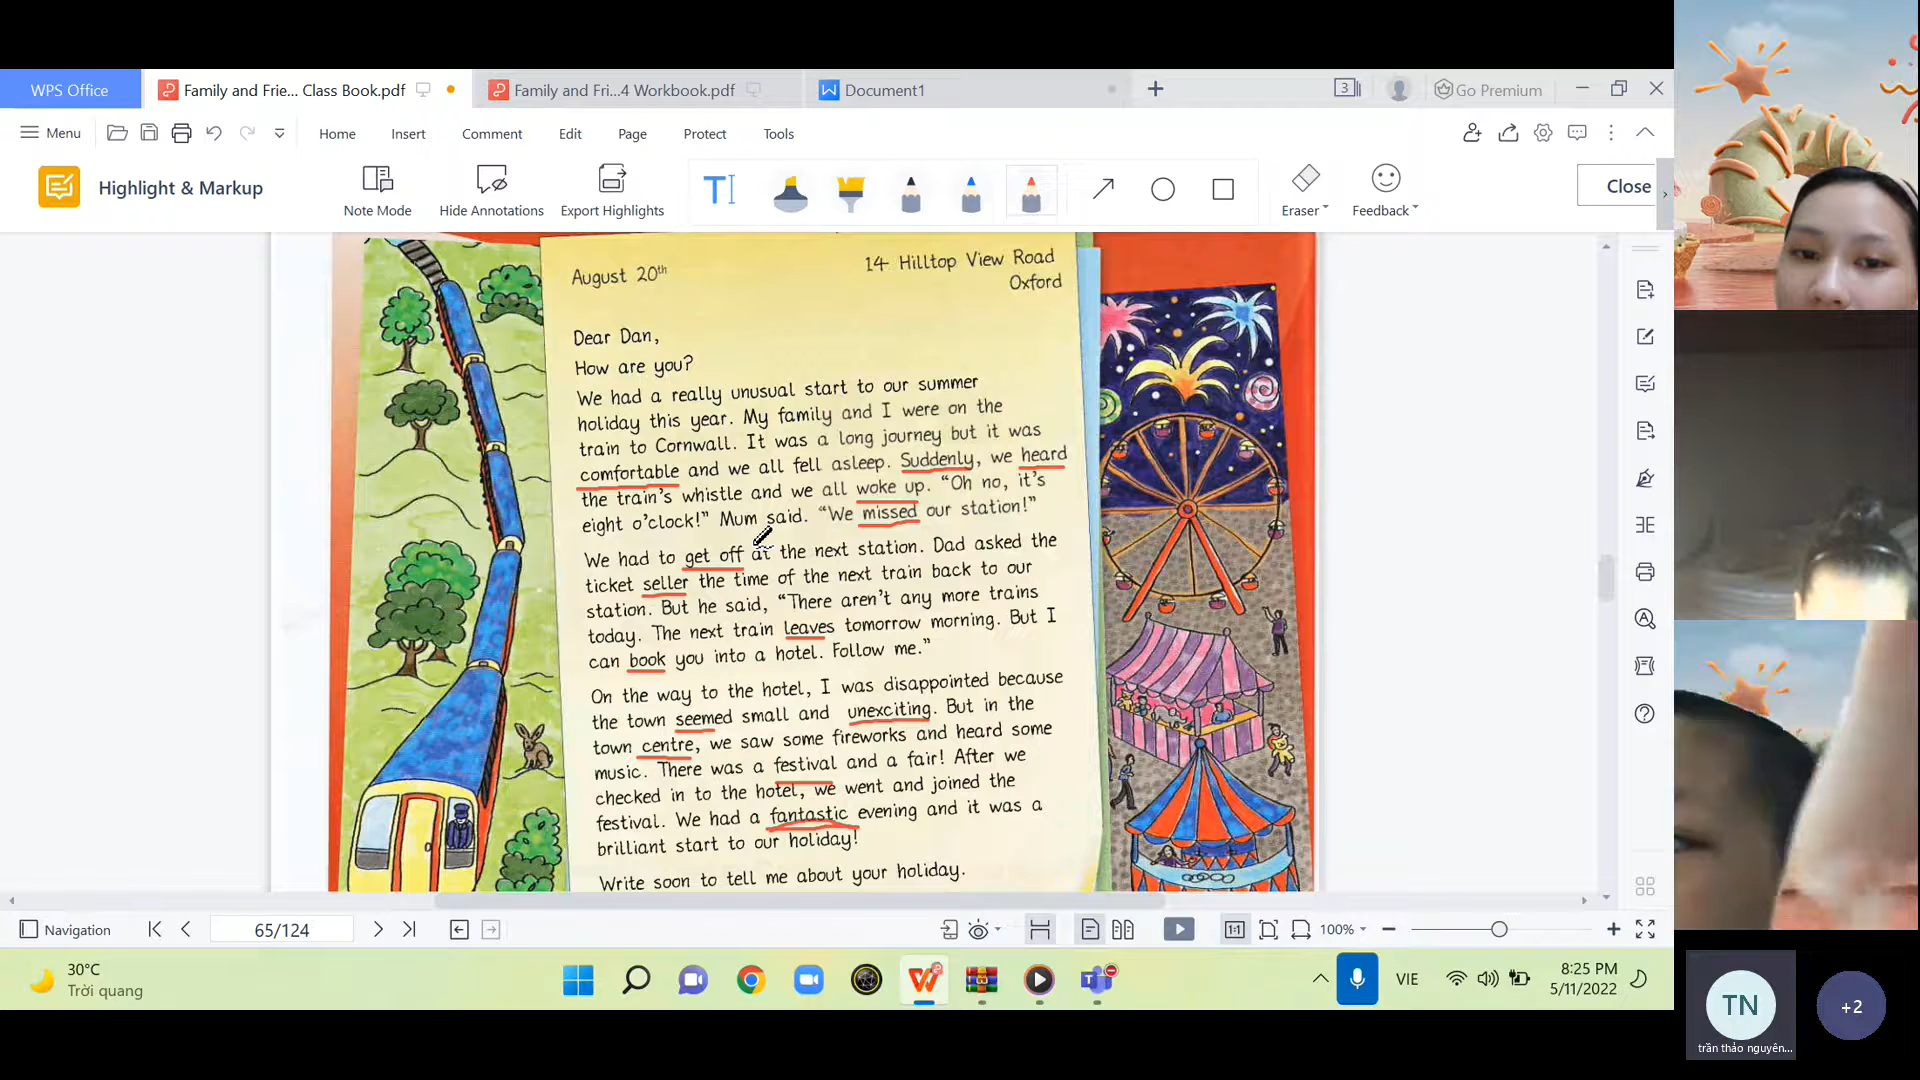 WPS Office
Family and Frie... Class Book.pdf
Family and Fri...4 Workbook.pdf
Document1
3
Go Premium
Menu
Home
Insert
Comment
Edit
Page
Protect
Tools
Highlight & Markup
Note Mode
Hide Annotations
Export Highlights
Eraser
Feedback
Close
August 20th
14 Hilltop View Road
Oxford
Dear Dan,
How are you?
We had a really unusual start to our summer
holiday this year. My family and I were on the
train to Cornwall. It was a long journey but it was
comfortable and we all fell asleep. Suddenly, we heard
the train's whistle and we all woke up. "Oh no, it's
eight o'clock!" Mum said. "We missed our station!"
We had to get off at the next station. Dad asked the
ticket seller the time of the next train back to our
station. But he said, "There aren't any more trains
today. The next train leaves tomorrow morning. But I
can book you into a hotel. Follow me."
On the way to the hotel, I was disappointed because
the town seemed small and unexciting. But in the
town centre, we saw some fireworks and heard some
music. There was a festival and a fair! After we
checked in to the hotel, we went and joined the
festival. We had a fantastic evening and it was a
brilliant start to our holiday!
Write soon to tell me about your holiday.
Navigation
65/124
1:1
100%
30°C
Trời quang
VIE
8:25 PM
5/11/2022
TN
trần thảo nguyên...
+2